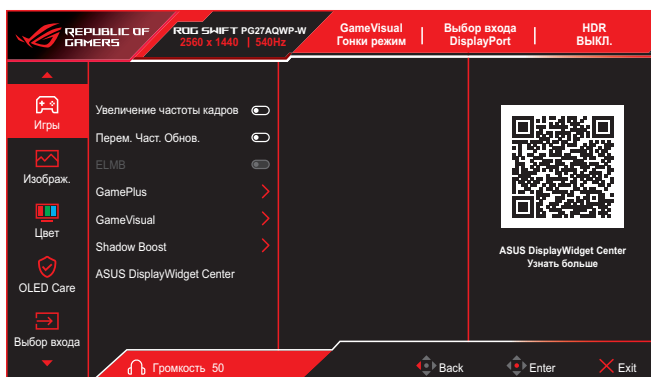 REPUBLIC OF
GAMERS
ROG SWIFT PG27AQWP-W
2560 x 1440 | 540Hz
GameVisual
Гонки режим
Выбор входа
DisplayPort
HDR
ВЫКЛ.
Игры
Изображ.
Цвет
OLED Care
Выбор входа
Увеличение частоты кадров
Перем. Част. Обнов.
ELMB
GamePlus
GameVisual
Shadow Boost
ASUS DisplayWidget Center
ASUS DisplayWidget Center
Узнать больше
Громкость 50
Back
Enter
Exit